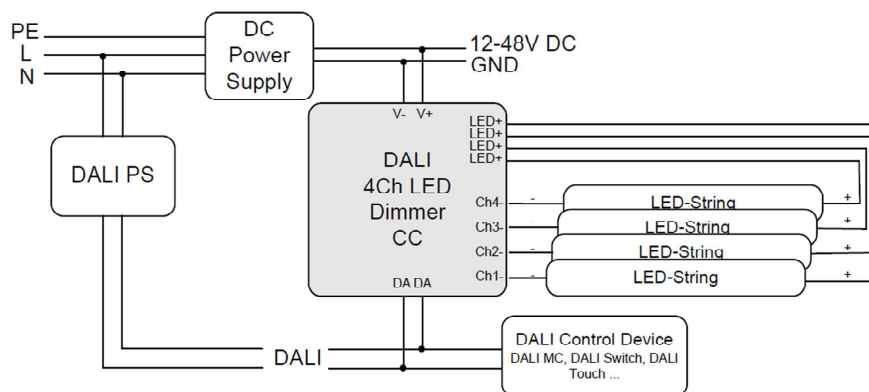 PE
L
N
DC
Power
Supply
12-48V DC
GND
V- V+
LED+
LED+
LED+
LED+
DALI PS
DALI
4Ch LED
Dimmer
CC
Ch4- - LED-String +
Ch3- - LED-String +
Ch2- - LED-String +
Ch1- - LED-String +
DA DA
DALI
DALI Control Device
DALI MC, DALI Switch, DALI
Touch ...